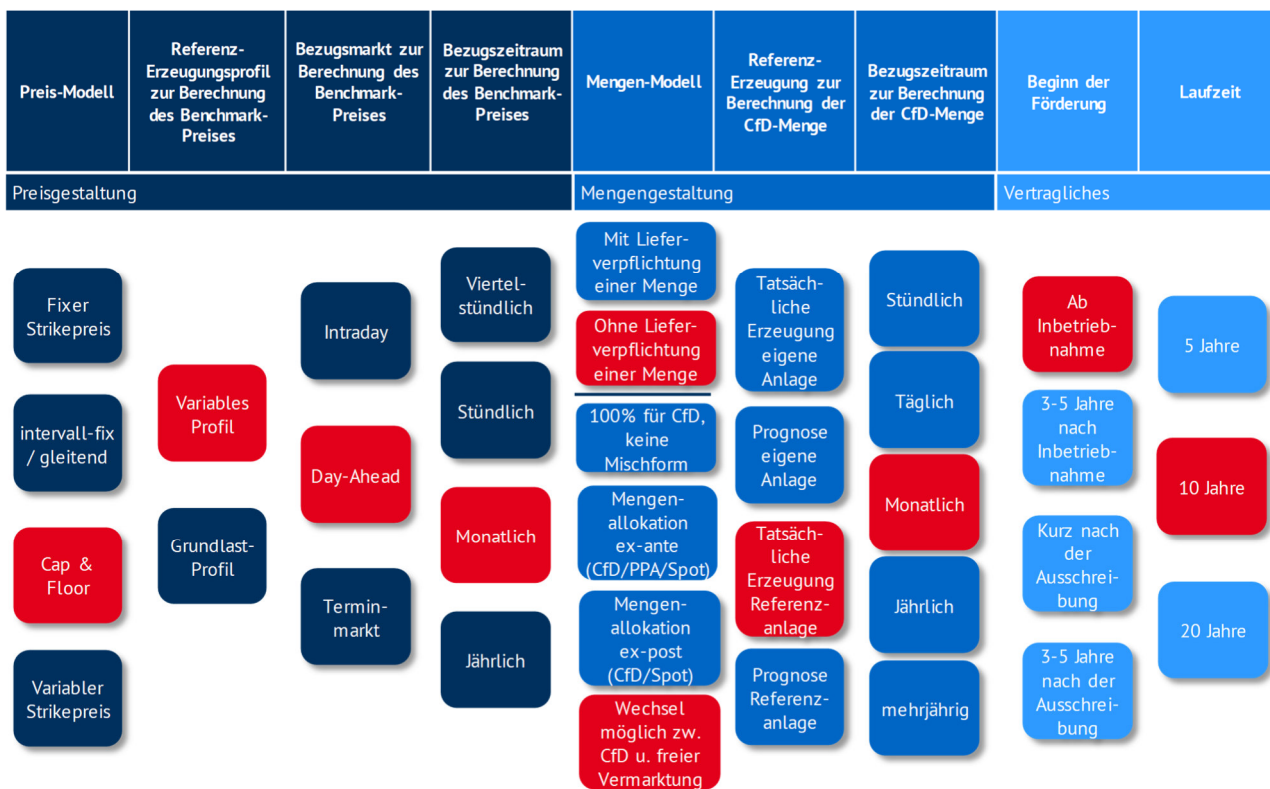 Preis-Modell
Referenz-
Erzeugungsprofil
zur Berechnung
des Benchmark-
Preises
Bezugsmarkt zur
Berechnung des
Benchmark-
Preises
Bezugszeitraum
zur Berechnung
des Benchmark-
Preises
Mengen-Modell
Referenz-
Erzeugung zur
Berechnung der
CfD-Menge
Bezugszeitraum
zur Berechnung
der CfD-Menge
Beginn der
Förderung
Laufzeit
Preisgestaltung
Mengengestaltung
Vertragliches
Fixer
Strikepreis
intervall-fix
/ gleitend
Cap &
Floor
Variabler
Strikepreis
Variables
Profil
Grundlast-
Profil
Intraday
Day-Ahead
Termin-
markt
Viertel-
stündlich
Stündlich
Monatlich
Jährlich
Mit Liefer-
verpflichtung
einer Menge
Ohne Liefer-
verpflichtung
einer Menge
100% für CfD,
keine
Mischform
Mengen-
allokation
ex-ante
(CfD/PPA/Spot)
Mengen-
allokation
ex-post
(CfD/Spot)
Wechsel
möglich zw.
CfD u. freier
Vermarktung
Tatsäch-
liche
Erzeugung
eigene
Anlage
Prognose
eigene
Anlage
Tatsäch-
liche
Erzeugung
Referenz-
anlage
Prognose
Referenz-
anlage
Stündlich
Täglich
Monatlich
Jährlich
mehrjährig
Ab
Inbetrieb-
nahme
3-5 Jahre
nach
Inbetrieb-
nahme
Kurz nach
der
Ausschrei-
bung
3-5 Jahre
nach der
Ausschrei-
bung
5 Jahre
10 Jahre
20 Jahre